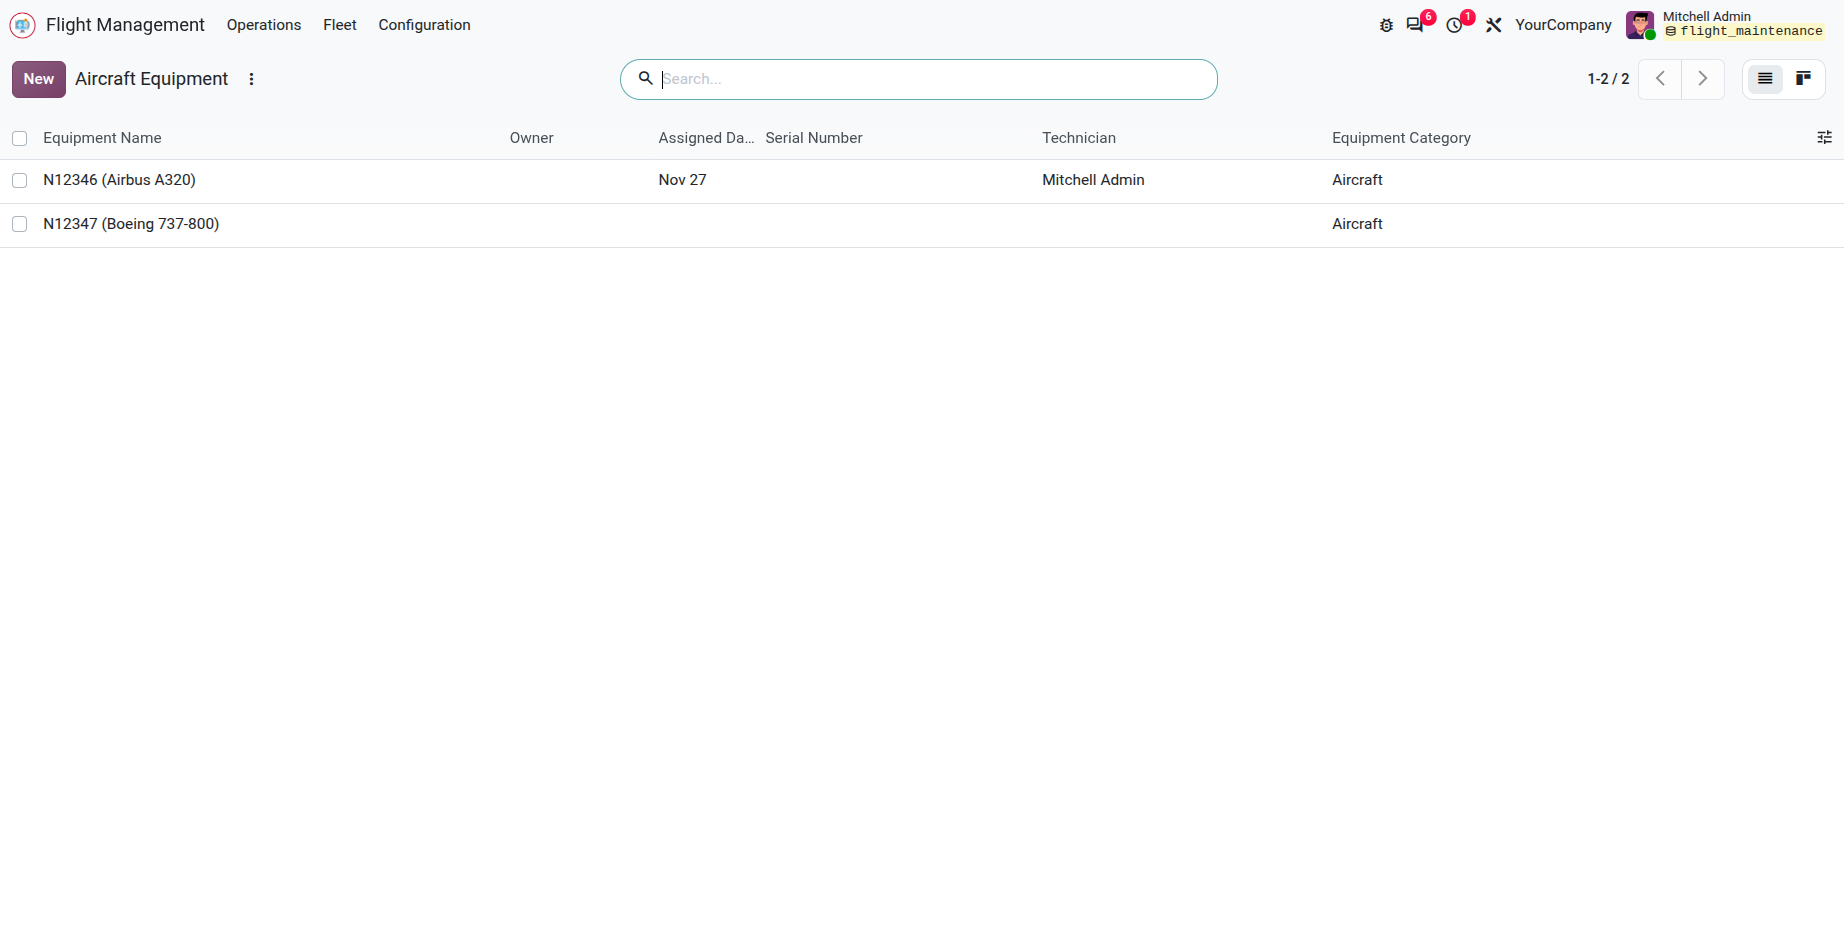 Flight Management Operations Fleet Configuration 6 1 YourCompany Mitchell Admin
flight_maintenance
New Aircraft Equipment Search... 1-2 / 2
Equipment Name Owner Assigned Da... Serial Number Technician Equipment Category
N12346 (Airbus A320) Nov 27 Mitchell Admin Aircraft
N12347 (Boeing 737-800) Aircraft